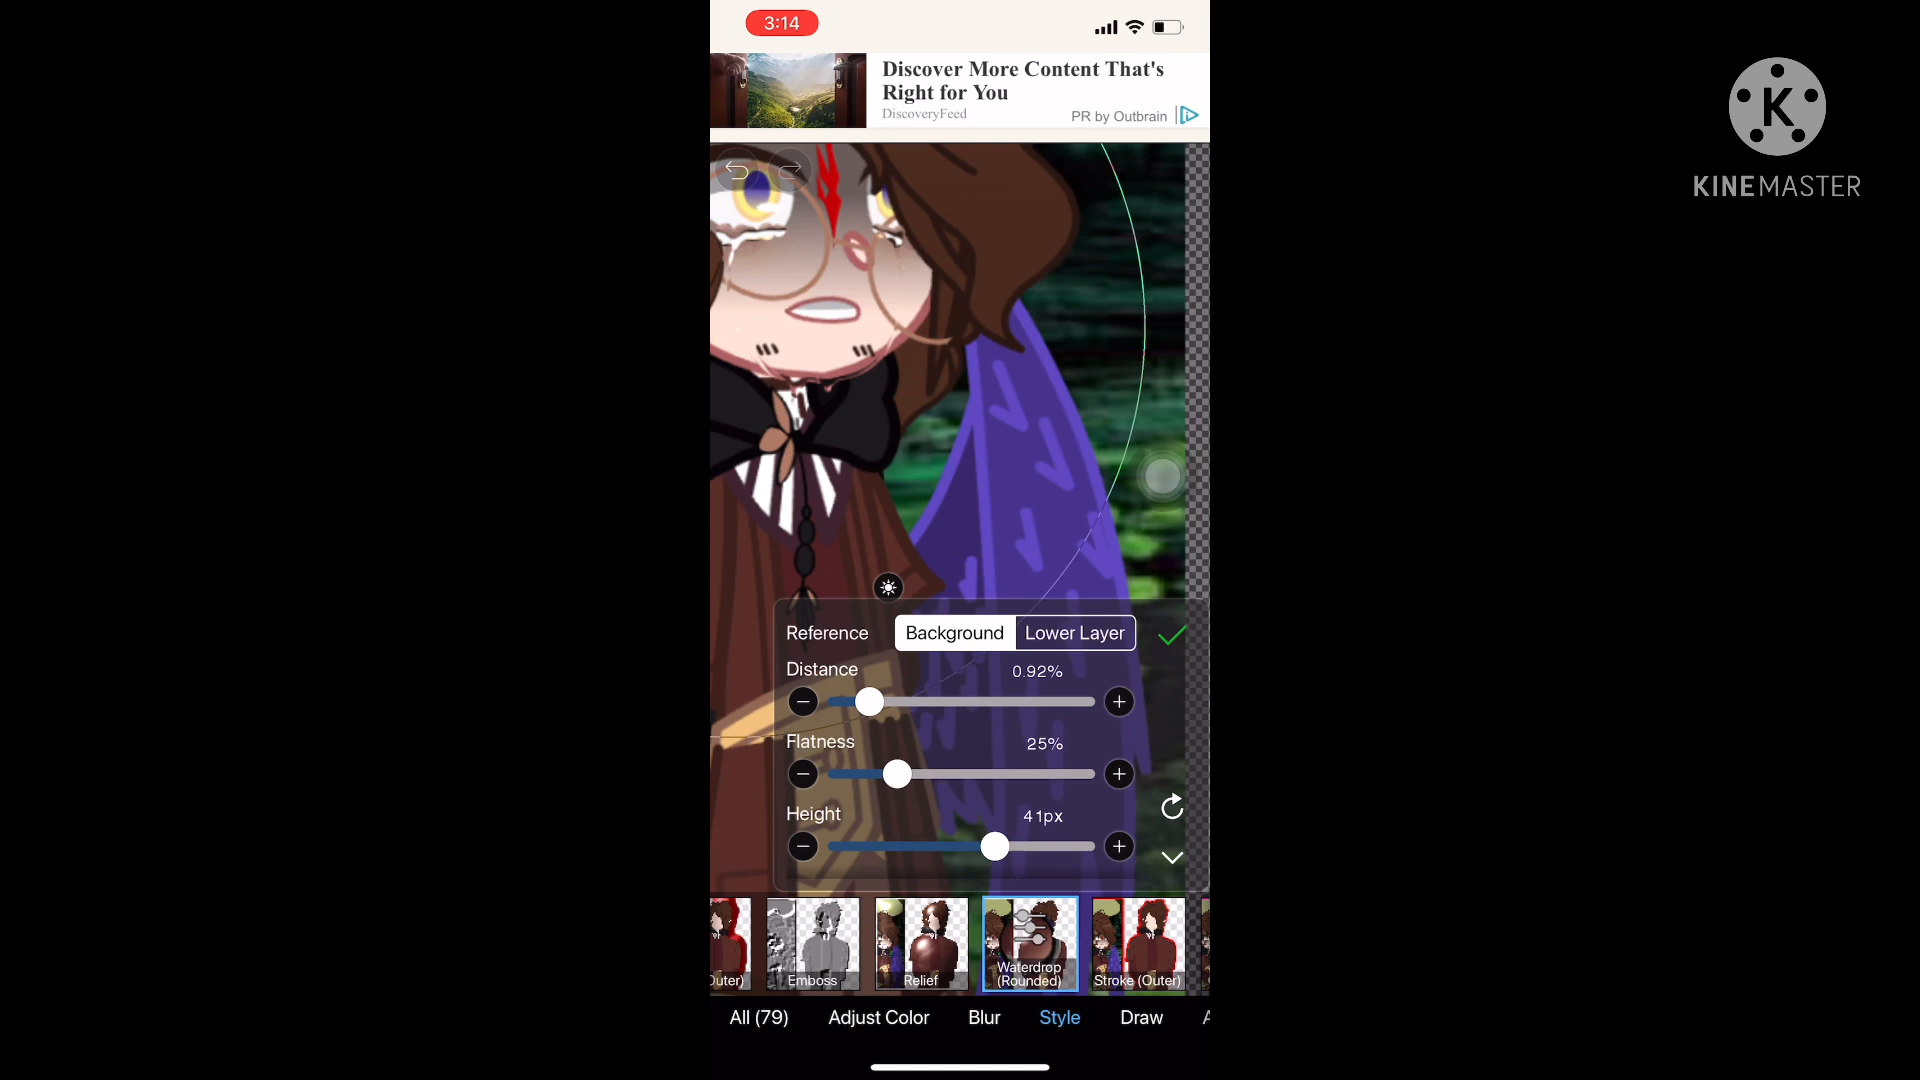 3:14
Discover More Content That's
Right for You
DiscoveryFeed
PR by Outbrain
K
KINEMASTER
Reference
Background
Lower Layer
Distance
0.92%
Flatness
25%
Height
41px
Outer)
Emboss
Relief
Waterdrop
(Rounded)
Stroke (Outer)
All (79)
Adjust Color
Blur
Style
Draw
A